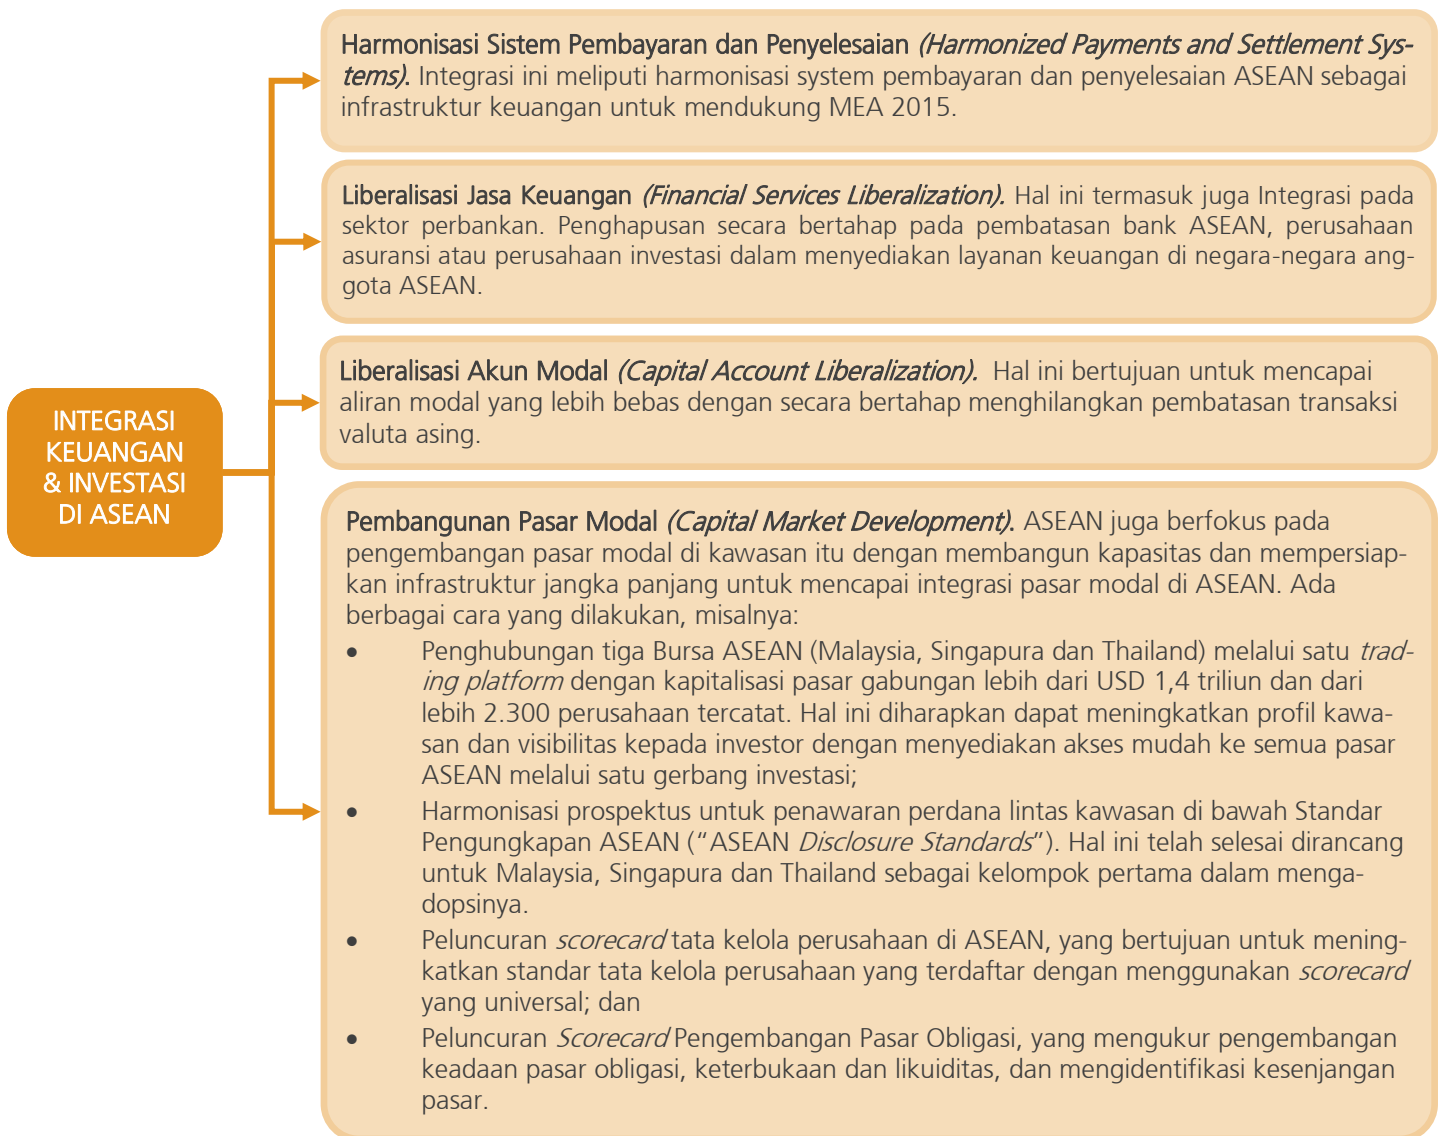 Harmonisasi Sistem Pembayaran dan Penyelesaian (Harmonized Payments and Settlement Sys-
tems). Integrasi ini meliputi harmonisasi system pembayaran dan penyelesaian ASEAN sebagai
infrastruktur keuangan untuk mendukung MEA 2015.
Liberalisasi Jasa Keuangan (Financial Services Liberalization). Hal ini termasuk juga Integrasi pada
sektor perbankan. Penghapusan secara bertahap pada pembatasan bank ASEAN, perusahaan
asuransi atau perusahaan investasi dalam menyediakan layanan keuangan di negara-negara ang-
gota ASEAN.
Liberalisasi Akun Modal (Capital Account Liberalization). Hal ini bertujuan untuk mencapai
aliran modal yang lebih bebas dengan secara bertahap menghilangkan pembatasan transaksi
valuta asing.
INTEGRASI
KEUANGAN
& INVESTASI
DI ASEAN
Pembangunan Pasar Modal (Capital Market Development). ASEAN juga berfokus pada
pengembangan pasar modal di kawasan itu dengan membangun kapasitas dan mempersiap-
kan infrastruktur jangka panjang untuk mencapai integrasi pasar modal di ASEAN. Ada
berbagai cara yang dilakukan, misalnya:
• Penghubungan tiga Bursa ASEAN (Malaysia, Singapura dan Thailand) melalui satu trad-
ing platform dengan kapitalisasi pasar gabungan lebih dari USD 1,4 triliun dan dari
lebih 2.300 perusahaan tercatat. Hal ini diharapkan dapat meningkatkan profil kawa-
san dan visibilitas kepada investor dengan menyediakan akses mudah ke semua pasar
ASEAN melalui satu gerbang investasi;
• Harmonisasi prospektus untuk penawaran perdana lintas kawasan di bawah Standar
Pengungkapan ASEAN (“ASEAN Disclosure Standards”). Hal ini telah selesai dirancang
untuk Malaysia, Singapura dan Thailand sebagai kelompok pertama dalam menga-
dopsinya.
• Peluncuran scorecard tata kelola perusahaan di ASEAN, yang bertujuan untuk mening-
katkan standar tata kelola perusahaan yang terdaftar dengan menggunakan scorecard
yang universal; dan
• Peluncuran Scorecard Pengembangan Pasar Obligasi, yang mengukur pengembangan
keadaan pasar obligasi, keterbukaan dan likuiditas, dan mengidentifikasi kesenjangan
pasar.